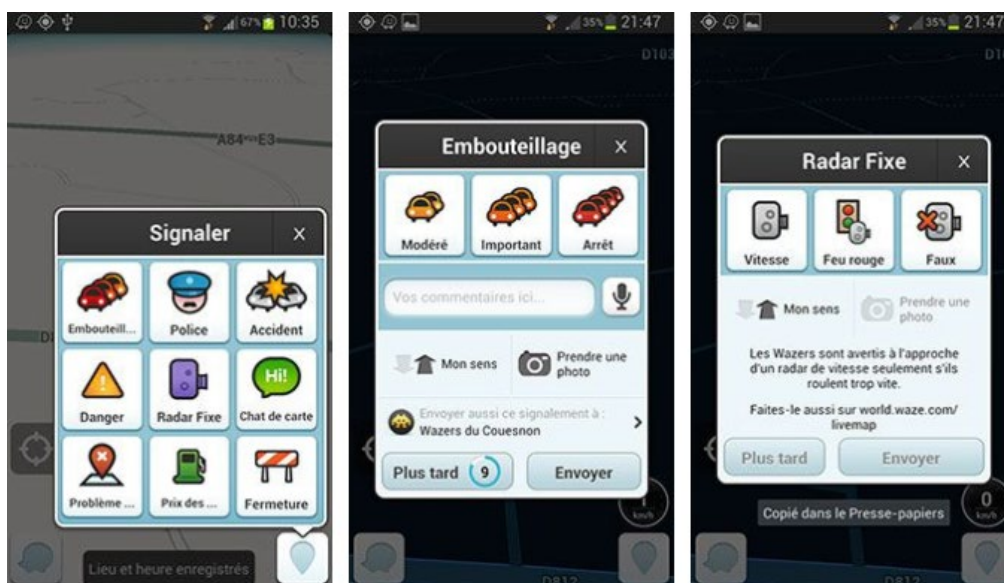 67% 10:35
A84 E3
Signaler X
Embouteill... Police Accident
Hi!
Danger Radar Fixe Chat de carte
Problème ... Prix des ... Fermeture
Lieu et heure enregistrés
35% 21:47
D103
Embouteillage X
Modéré Important Arrêt
Vos commentaires ici...
Mon sens Prendre une
photo
Envoyer aussi ce signalement à :
Wazers du Couesnon
Plus tard 9 Envoyer
km/h
D812
35% 21:47
Radar Fixe X
Vitesse Feu rouge Faux
Mon sens Prendre une
photo
Les Wazers sont avertis à l'approche
d'un radar de vitesse seulement s'ils
roulent trop vite.
Faites-le aussi sur world.waze.com/
livemap
Plus tard Envoyer
Copié dans le Presse-papiers
0
km/h
D812